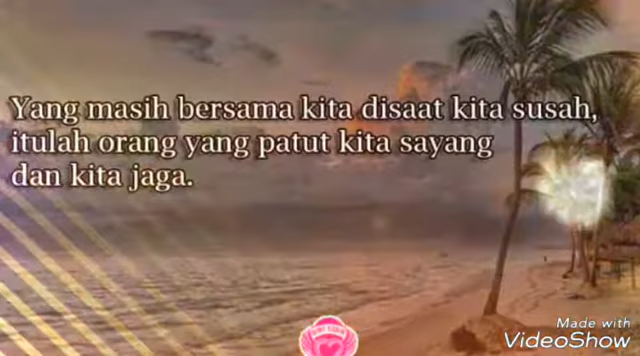 Yang masih bersama kita disaat kita susah,
itulah orang yang patut kita sayang
dan kita jaga.
Made with
VideoShow